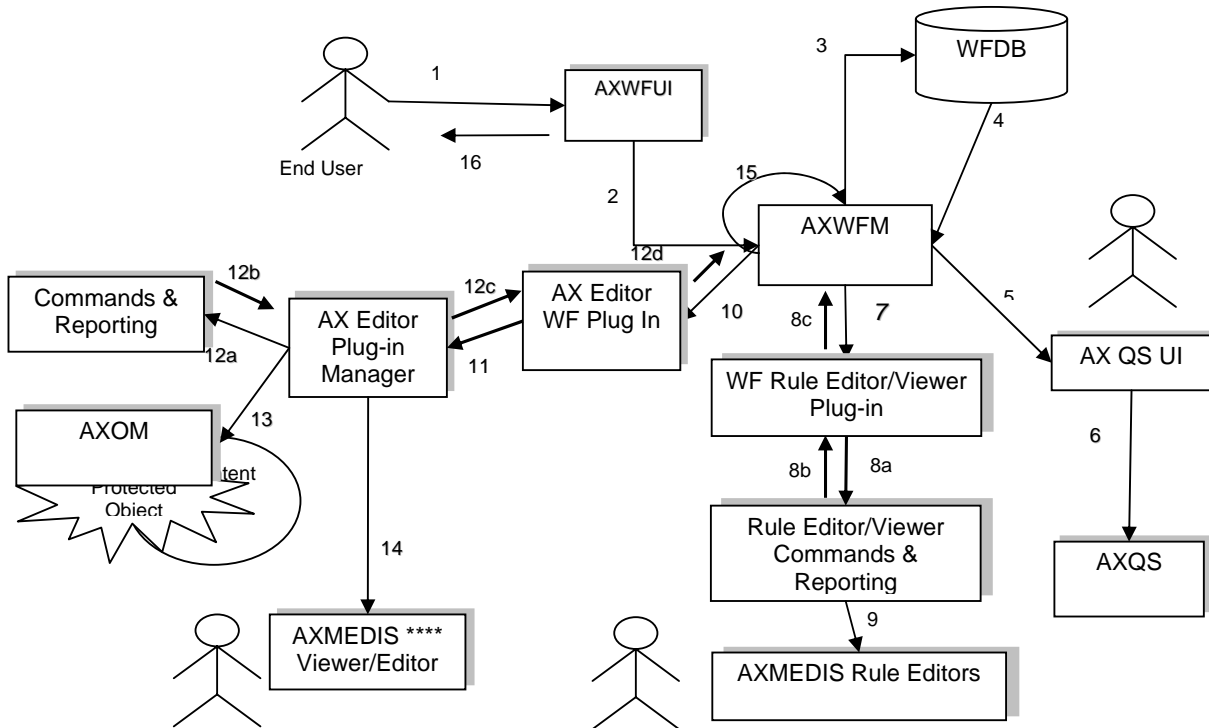 3
WFDB
1
AXWFUI
4
16
End User
15
2
AXWFM
12d
12b
12c
Commands &
Reporting
AX Editor
WF Plug In
10
7
5
8c
AX Editor
Plug-in
Manager
12a
11
AX QS UI
WF Rule Editor/Viewer
Plug-in
13
AXOM
6
8b
8a
tent
Protected
Object
Rule Editor/Viewer
Commands &
Reporting
14
AXQS
9
AXMEDIS ****
Viewer/Editor
AXMEDIS Rule Editors